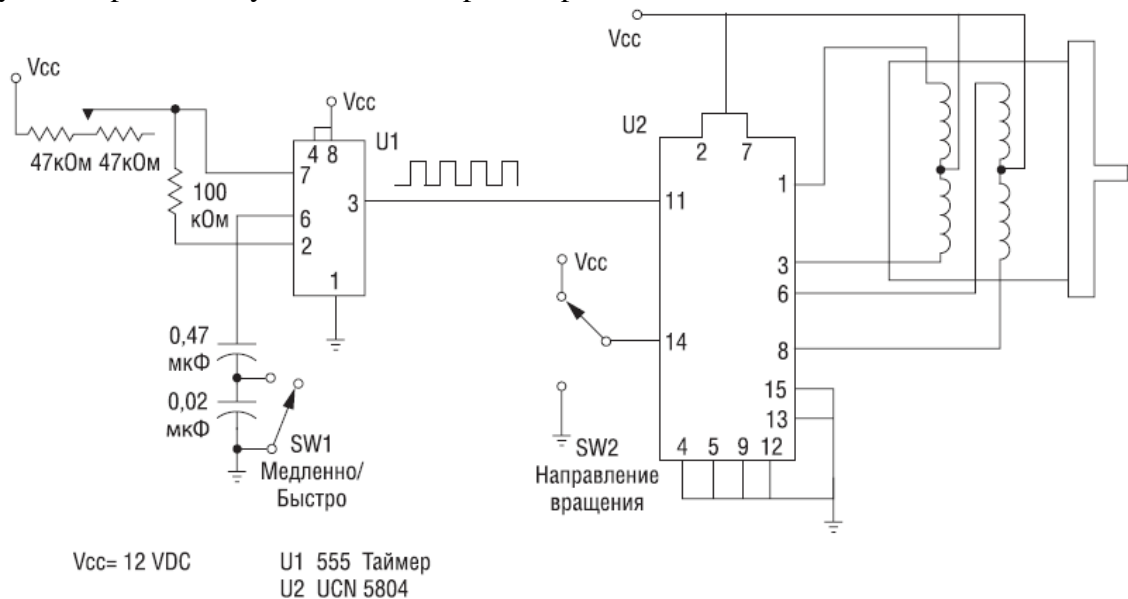 Vcc
47кОм 47кОм
100
кОм
Vcc
4 8
U1
7
6
2
3
1
0,47
мкФ
0,02
мкФ
SW1
Медленно/
Быстро
Vcc
U2
2 7
1
11
3
6
Vcc
14
8
15
13
4 5 9 12
SW2
Направление
вращения
Vcc= 12 VDC
U1 555 Таймер
U2 UCN 5804